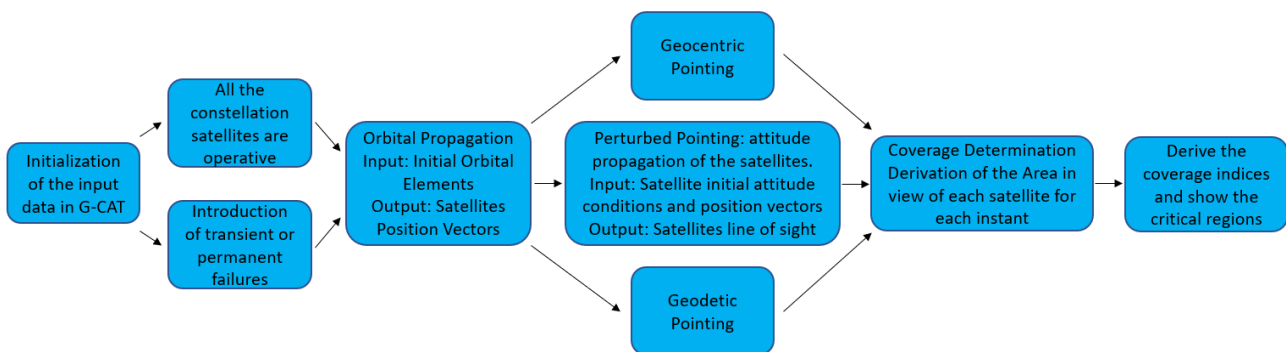 Initialization
of the input
data in G-CAT
All the
constellation
satellites are
operative
Introduction
of transient or
permanent
failures
Orbital Propagation
Input: Initial Orbital
Elements
Output: Satellites
Position Vectors
Geocentric
Pointing
Perturbed Pointing: attitude
propagation of the satellites.
Input: Satellite initial attitude
conditions and position vectors
Output: Satellites line of sight
Geodetic
Pointing
Coverage Determination
Derivation of the Area in
view of each satellite for
each instant
Derive the
coverage indices
and show the
critical regions